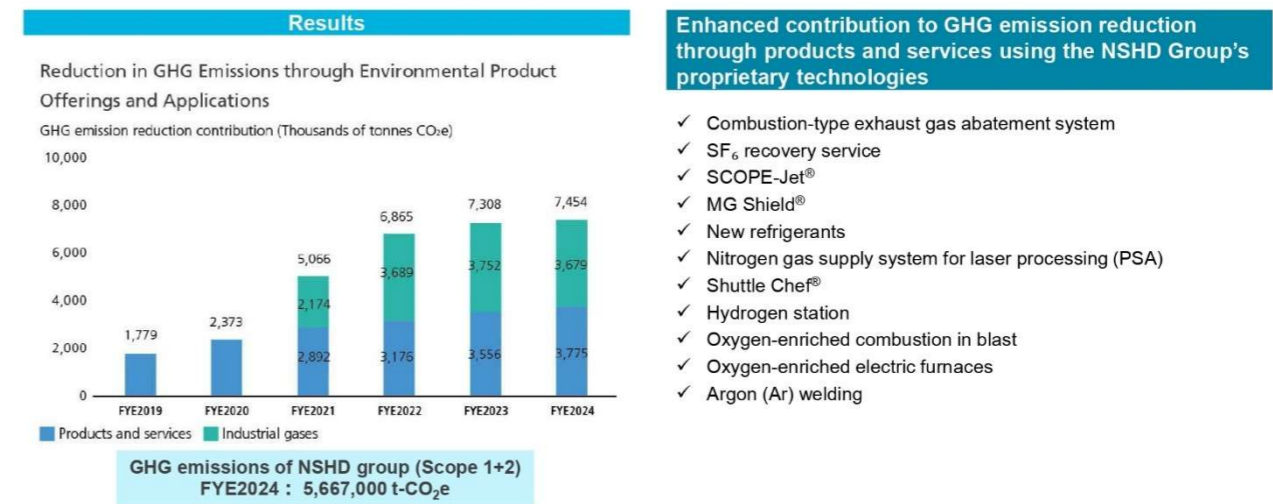 Results
Reduction in GHG Emissions through Environmental Product
Offerings and Applications
GHG emission reduction contribution (Thousands of tonnes CO₂e)
10,000
8,000
6,000
4,000
2,000
0
1,779
2,373
5,066
2,174
2,892
6,865
3,689
3,176
7,308
3,752
3,556
7,454
3,679
3,775
FYE2019 FYE2020 FYE2021 FYE2022 FYE2023 FYE2024
Products and services Industrial gases
GHG emissions of NSHD group (Scope 1+2)
FYE2024 : 5,667,000 t-CO₂e
Enhanced contribution to GHG emission reduction
through products and services using the NSHD Group's
proprietary technologies
✓ Combustion-type exhaust gas abatement system
✓ SF₆ recovery service
✓ SCOPE-Jet®
✓ MG Shield®
✓ New refrigerants
✓ Nitrogen gas supply system for laser processing (PSA)
✓ Shuttle Chef®
✓ Hydrogen station
✓ Oxygen-enriched combustion in blast
✓ Oxygen-enriched electric furnaces
✓ Argon (Ar) welding